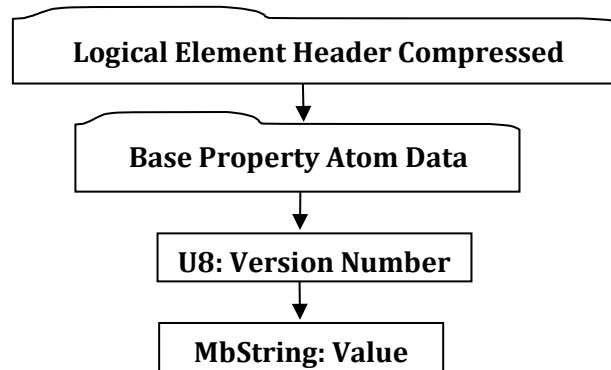 Logical Element Header Compressed
Base Property Atom Data
U8: Version Number
MbString: Value